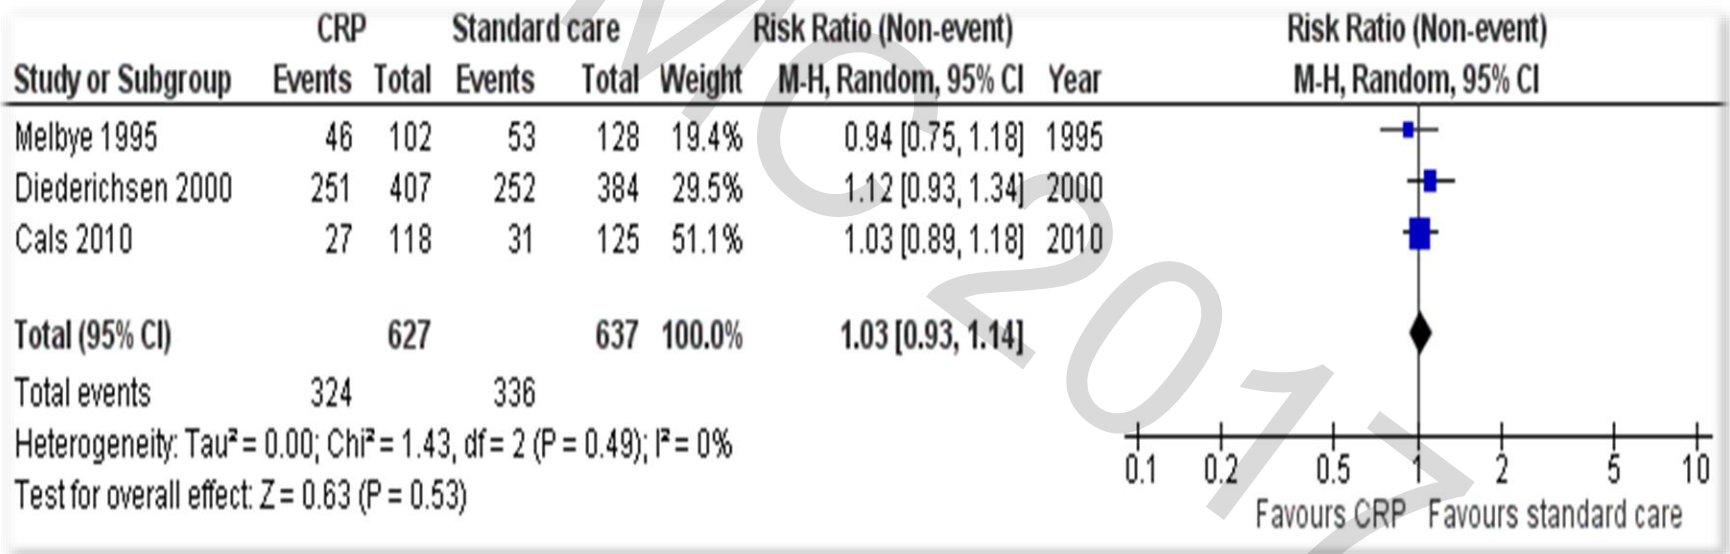 CRP Standard care Risk Ratio (Non-event) Risk Ratio (Non-event)
Study or Subgroup Events Total Events Total Weight M-H, Random, 95% CI Year M-H, Random, 95% CI
Melbye 1995 46 102 53 128 19.4% 0.94 [0.75, 1.18] 1995
Diederichsen 2000 251 407 252 384 29.5% 1.12 [0.93, 1.34] 2000
Cals 2010 27 118 31 125 51.1% 1.03 [0.89, 1.18] 2010
Total (95% CI) 627 637 100.0% 1.03 [0.93, 1.14]
Total events 324 336
Heterogeneity: Tau² = 0.00; Chi² = 1.43, df = 2 (P = 0.49); I² = 0%
Test for overall effect: Z = 0.63 (P = 0.53)
0.1 0.2 0.5 1 2 5 10
Favours CRP Favours standard care
MC 2017